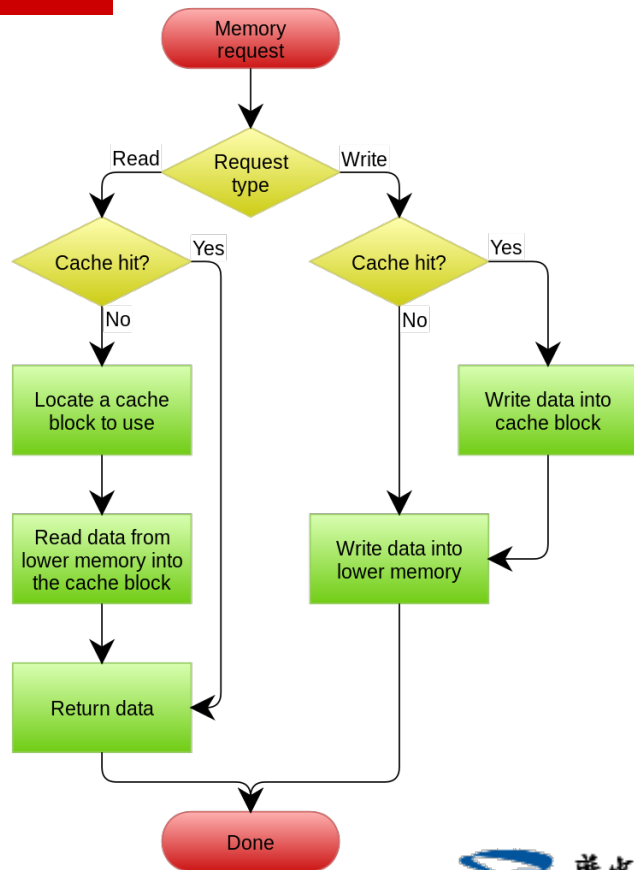 Memory
request
Read
Request
type
Write
Cache hit?
Yes
Cache hit?
Yes
No
No
Locate a cache
block to use
Write data into
cache block
Read data from
lower memory into
the cache block
Write data into
lower memory
Return data
Done